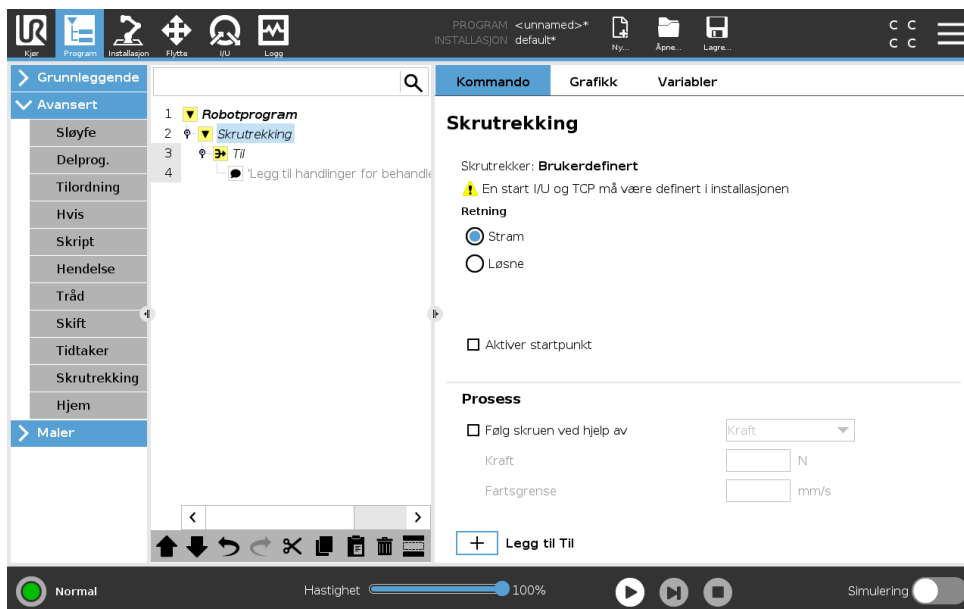 UR
PROGRAM <unnamed>*
INSTALLASJON default*
Kjør Program Installasjon Flytte I/U Logg
Ny... Åpne... Lagre...
C C
C C
Grunnleggende
Avansert
Sløyfe
Delprog.
Tilordning
Hvis
Skript
Hendelse
Tråd
Skift
Tidtaker
Skrutrekking
Hjem
Maler
1 Robotprogram
2 Skrutrekking
3 Til
4 'Legg til handlinger for behandle
Kommando Grafikk Variabler
Skrutrekking
Skrutrekker: Brukerdefinert
En start I/U og TCP må være definert i installasjonen
Retning
Stram
Løsne
Aktiver startpunkt
Prosess
Følg skruen ved hjelp av Kraft
Kraft N
Fartsgrense mm/s
Legg til Til
Normal
Hastighet 100%
Simulering